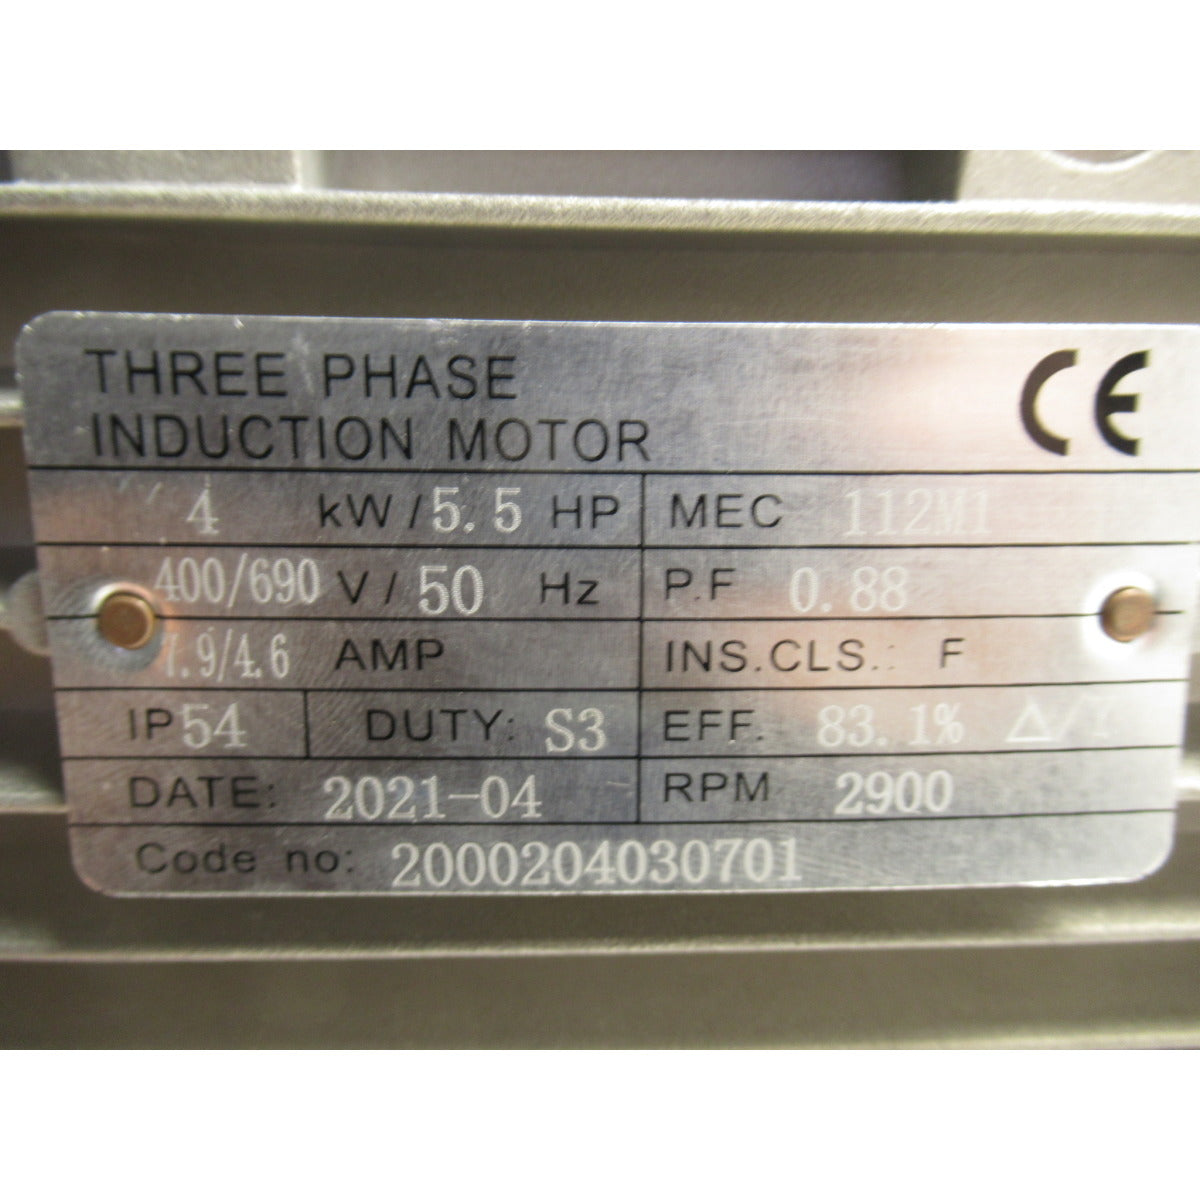 THREE PHASE
INDUCTION MOTOR
CE
4 kW / 5.5 HP MEC 112M1
400/690 V / 50 Hz P.F 0.88
7.9/4.6 AMP INS.CLS.: F
IP 54 DUTY: S3 EFF. 83.1% Δ/Y
DATE: 2021-04 RPM 2900
Code no: 2000204030701